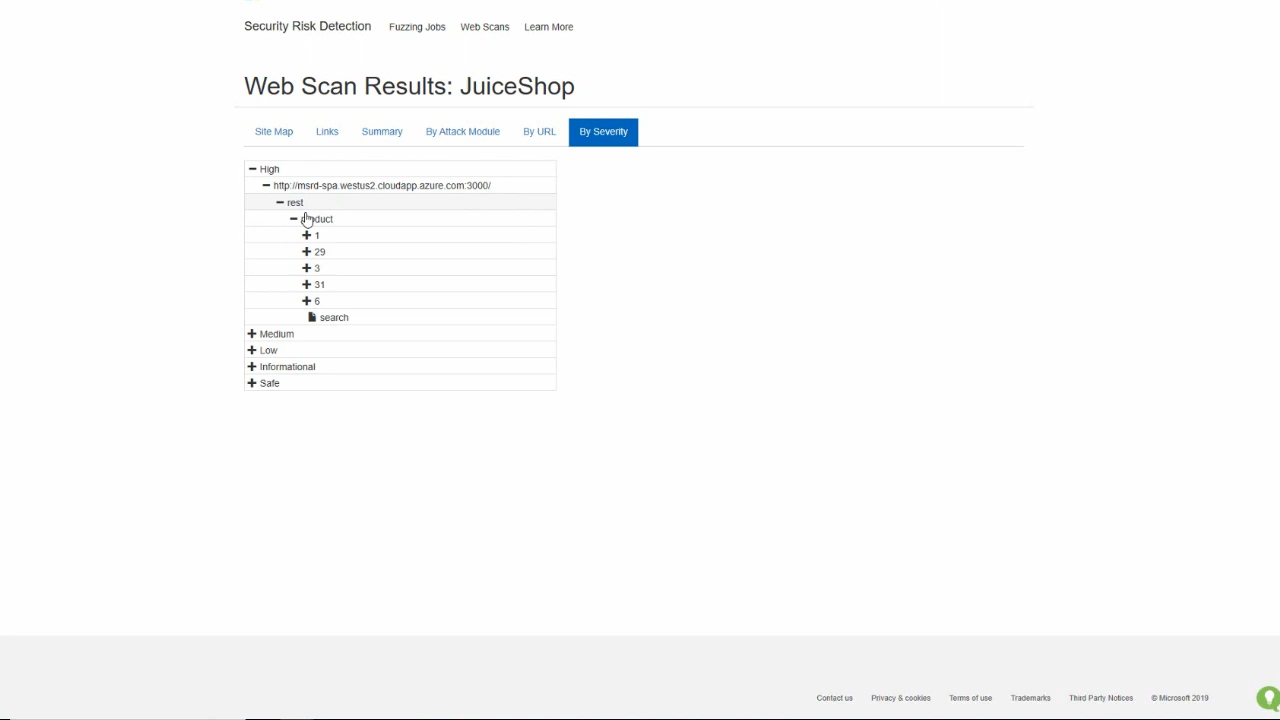 Security Risk Detection Fuzzing Jobs Web Scans Learn More
Web Scan Results: JuiceShop
Site Map Links Summary By Attack Module By URL By Severity
High
http://msrd-spa.westus2.cloudapp.azure.com:3000/
rest
product
1
29
3
31
6
search
Medium
Low
Informational
Safe
Contact us Privacy & cookies Terms of use Trademarks Third Party Notices © Microsoft 2019